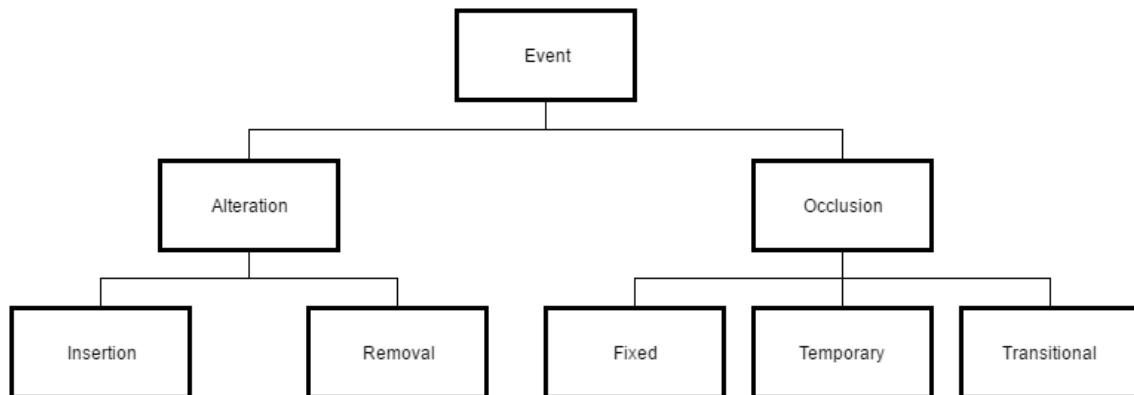 Event
Alteration
Occlusion
Insertion
Removal
Fixed
Temporary
Transitional